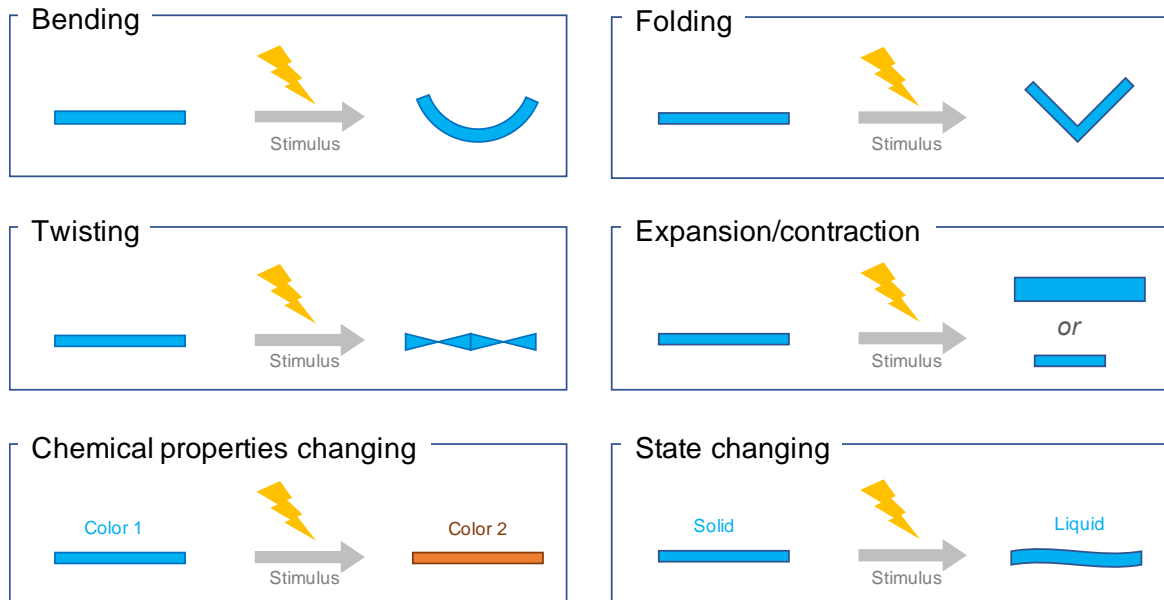 Bending
Stimulus
Folding
Stimulus
Twisting
Stimulus
Expansion/contraction
Stimulus
or
Chemical properties changing
Color 1
Stimulus
Color 2
State changing
Solid
Stimulus
Liquid